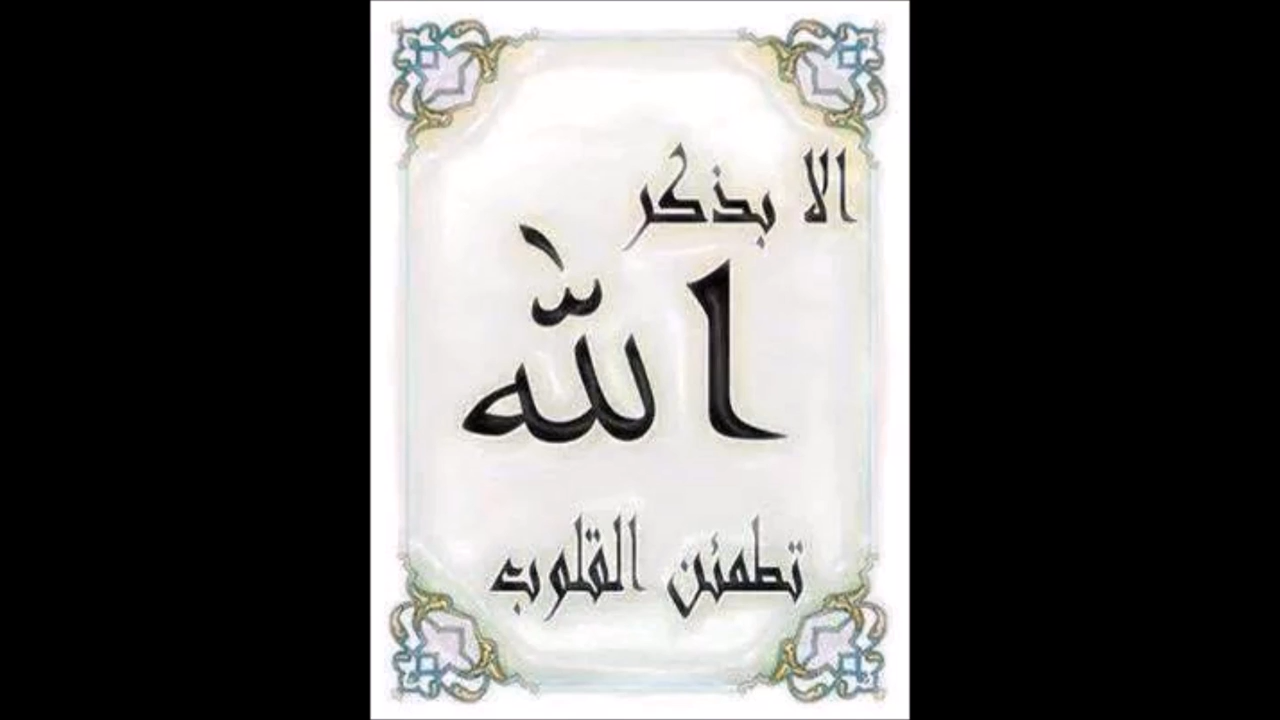 الا بذكر
الله
تطمئن القلوب